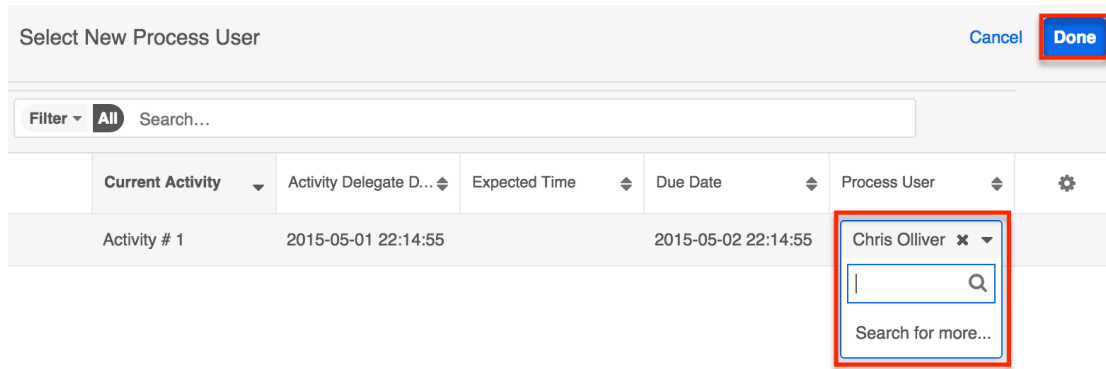 Select New Process User Cancel Done
Filter All Search...
Current Activity Activity Delegate D... Expected Time Due Date Process User
Activity # 1 2015-05-01 22:14:55 2015-05-02 22:14:55 Chris Olliver
Search for more...